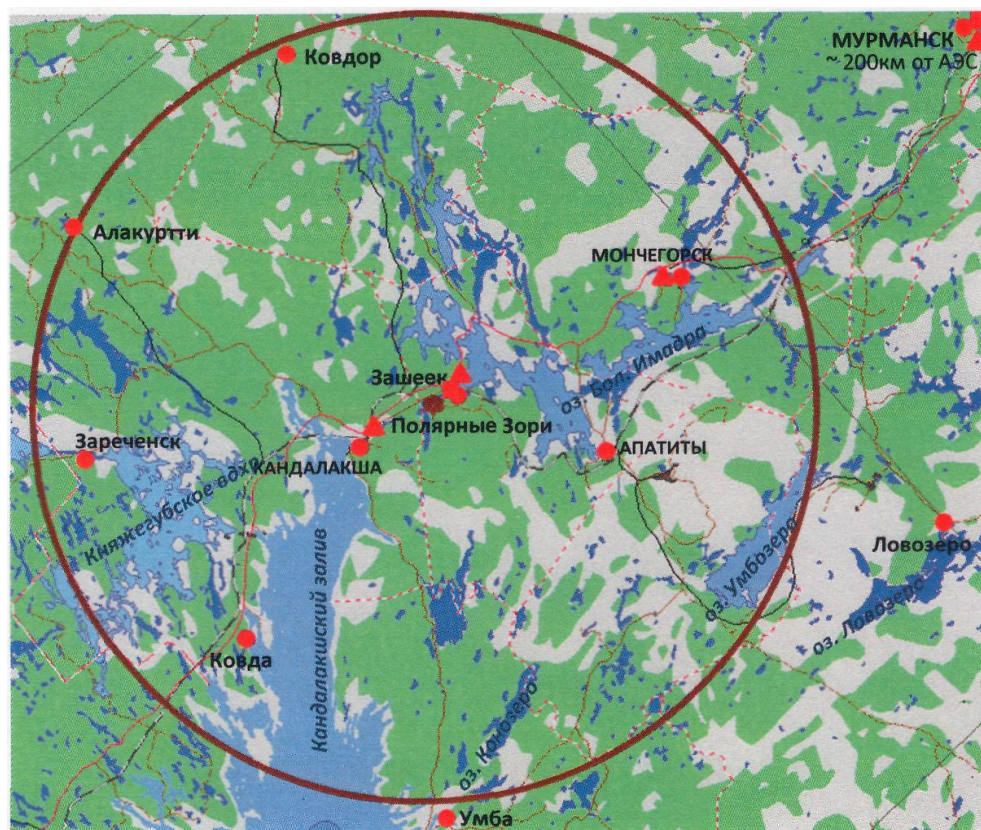 МУРМАНСК
~ 200км от АЭС
Ковдор
Алакуртти
МОНЧЕГОРСК
оз. Бол. Имадра
Зашеек
Полярные Зори
Зареченск
КАНДАЛАКША
АПАТИТЫ
Княжегубское вдхр
Кандалакшский залив
оз. Умбозеро
Ловозеро
оз. Ловозеро
Ковда
оз. Канозеро
Умба